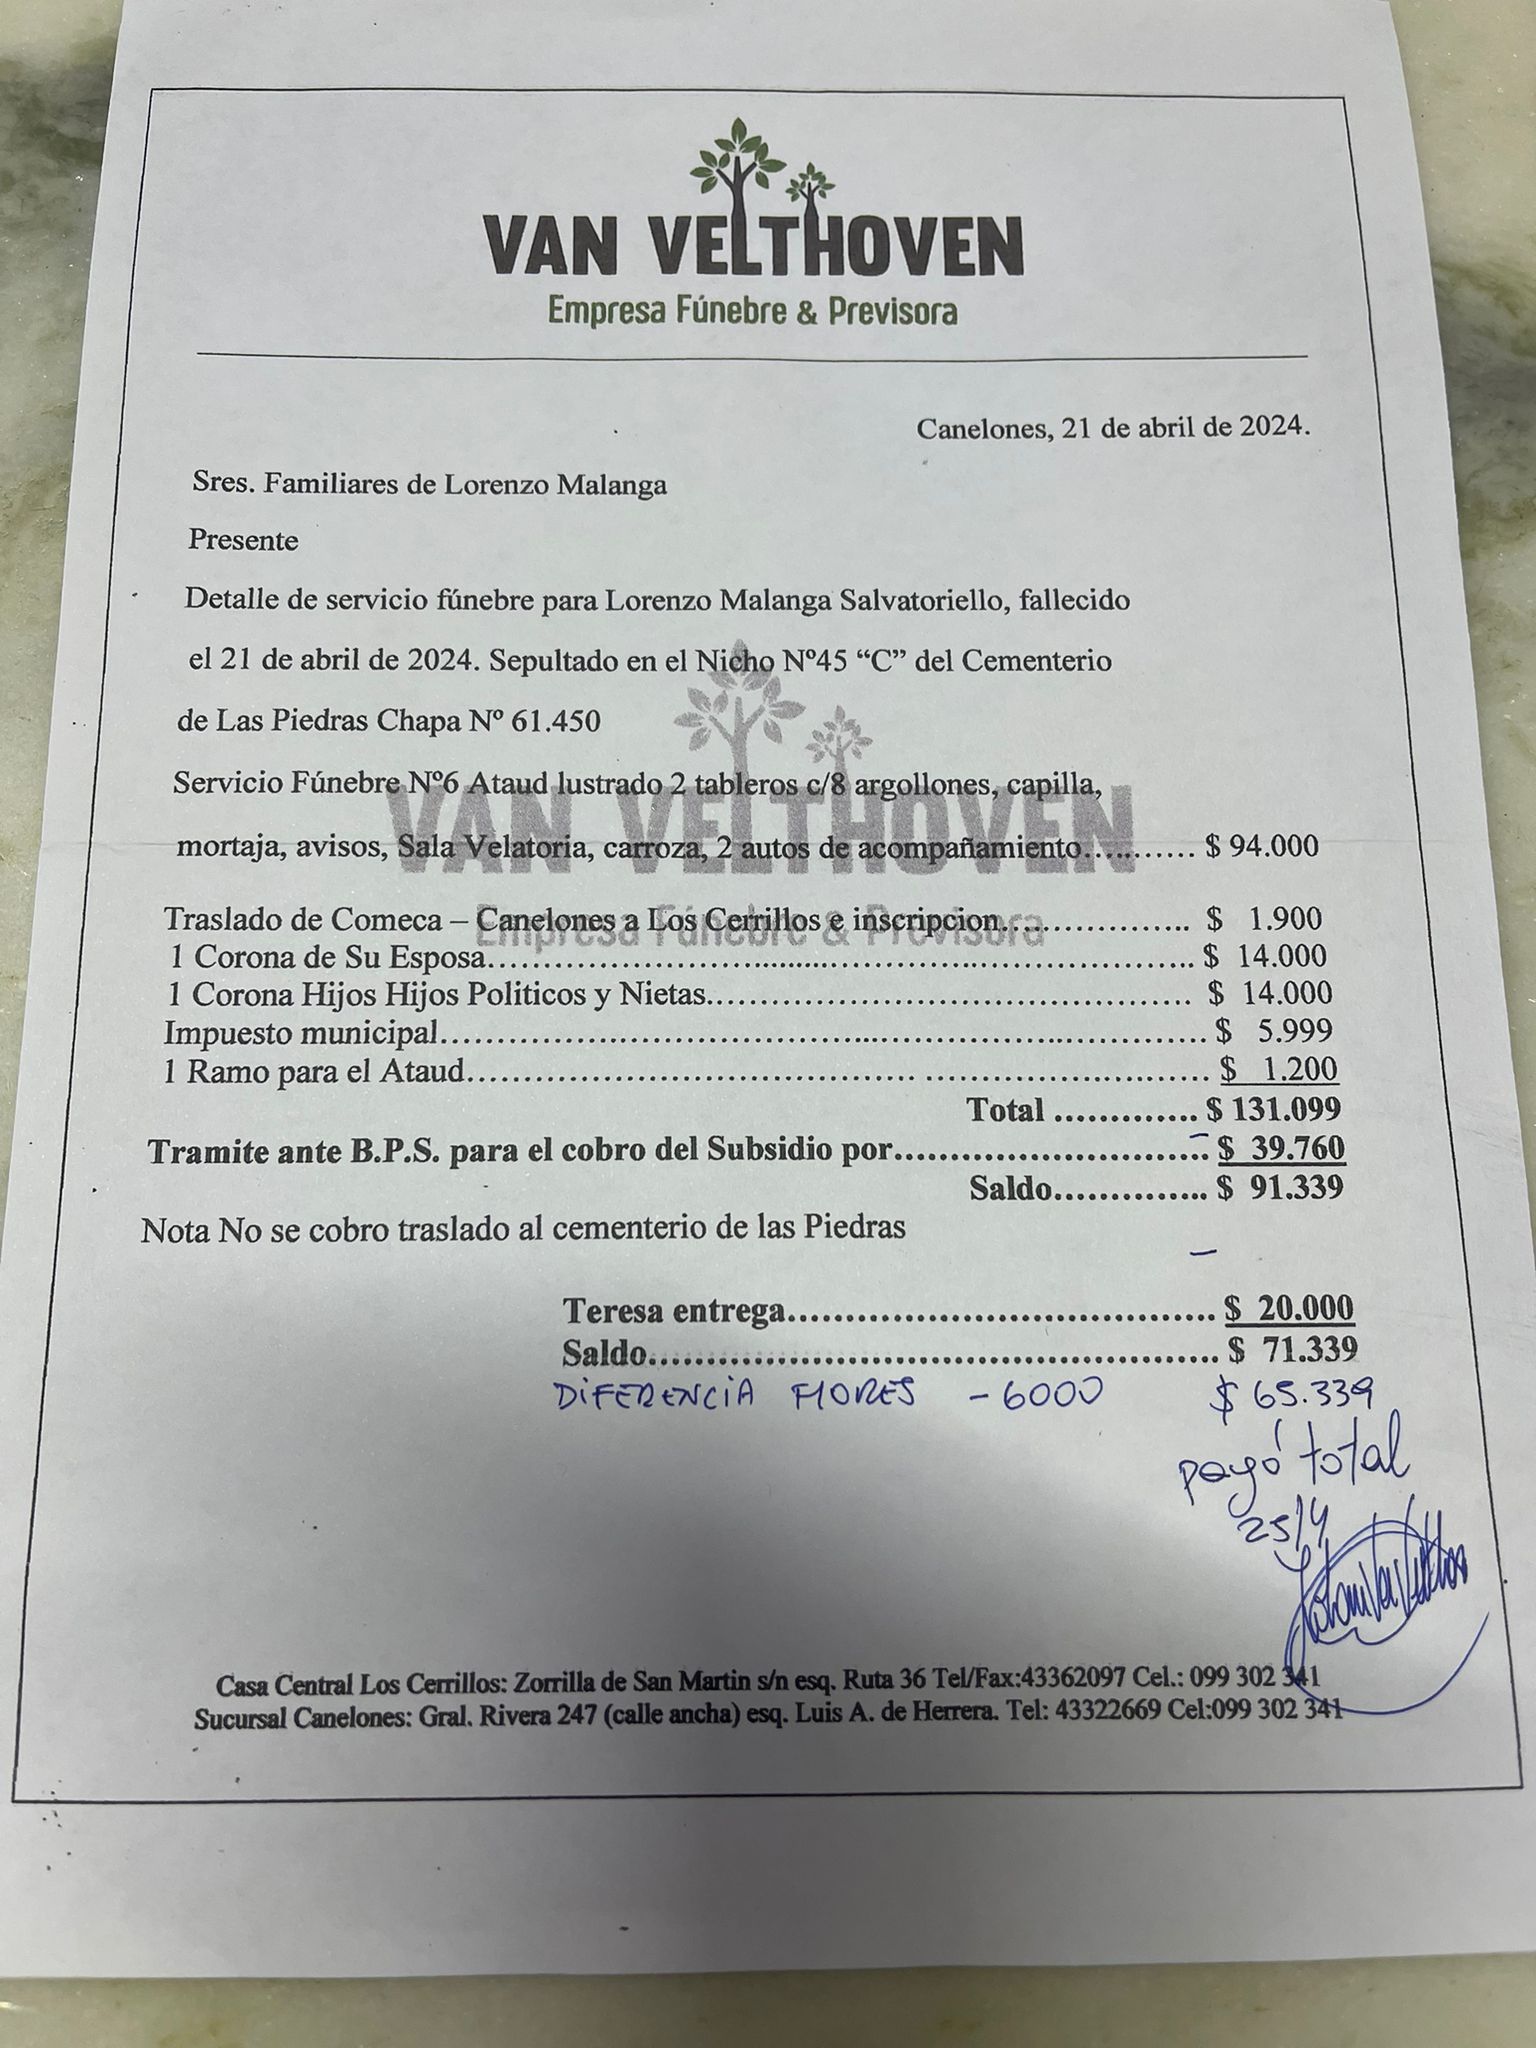 VAN VELTHOVEN
Empresa Fúnebre & Previsora
Canelones, 21 de abril de 2024.
Sres. Familiares de Lorenzo Malanga
Presente
Detalle de servicio fúnebre para Lorenzo Malanga Salvatoriello, fallecido
el 21 de abril de 2024. Sepultado en el Nicho Nº45 “C” del Cementerio
de Las Piedras Chapa Nº 61.450
Servicio Fúnebre Nº6 Ataud lustrado 2 tableros c/8 argollones, capilla,
VAN VELTHOVEN
mortaja, avisos, Sala Velatoria, carroza, 2 autos de acompañamiento........... $ 94.000
Traslado de Comeca – Canelones a Los Cerrillos e inscripcion.................... $ 1.900
Empresa Fúnebre & Previsora
1 Corona de Su Esposa................................................................ $ 14.000
1 Corona Hijos Hijos Politicos y Nietas............................................ $ 14.000
Impuesto municipal.................................................................... $ 5.999
1 Ramo para el Ataud................................................................. $ 1.200
Total ............. $ 131.099
Tramite ante B.P.S. para el cobro del Subsidio por.......................... – $ 39.760
Saldo.............. $ 91.339
Nota No se cobro traslado al cementerio de las Piedras
–
Teresa entrega...................................... $ 20.000
Saldo.................................................. $ 71.339
DIFERENCIA FLORES – 6000 $ 65.339
pagó total
25/4
Casa Central Los Cerrillos: Zorrilla de San Martin s/n esq. Ruta 36 Tel/Fax:43362097 Cel.: 099 302 341
Sucursal Canelones: Gral. Rivera 247 (calle ancha) esq. Luis A. de Herrera. Tel: 43322669 Cel:099 302 341